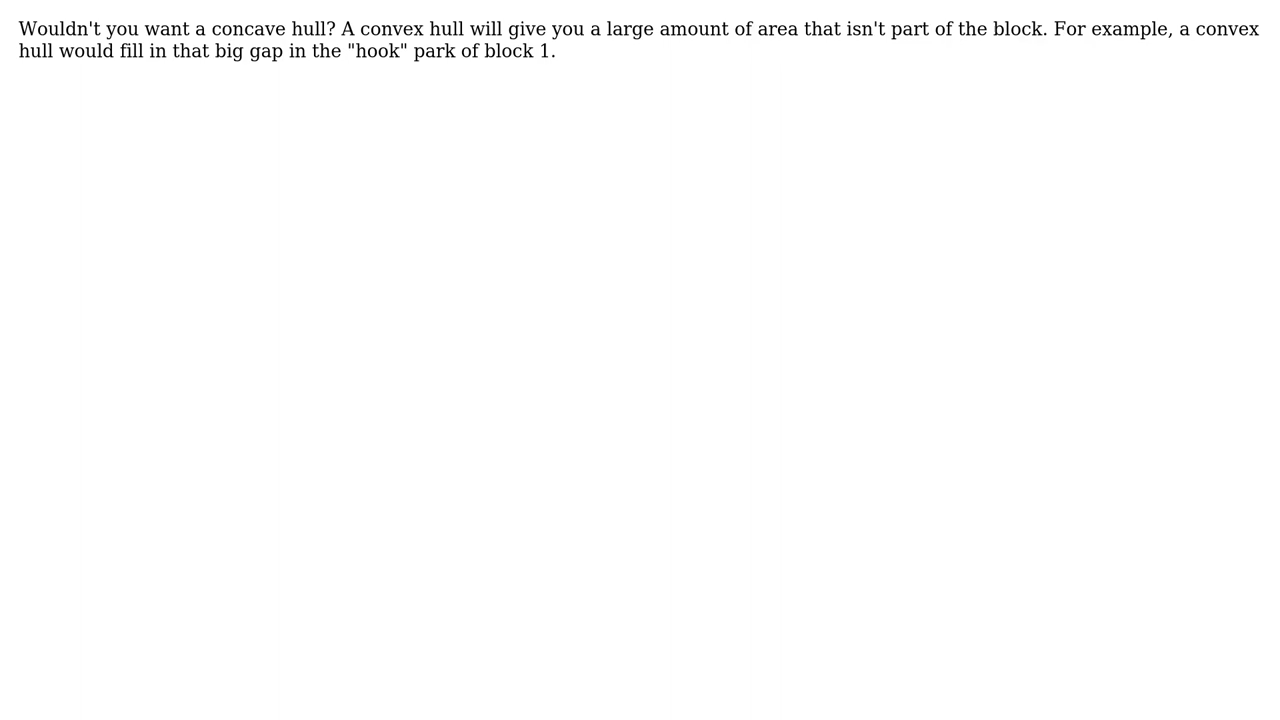 Wouldn't you want a concave hull? A convex hull will give you a large amount of area that isn't part of the block. For example, a convex
hull would fill in that big gap in the "hook" park of block 1.